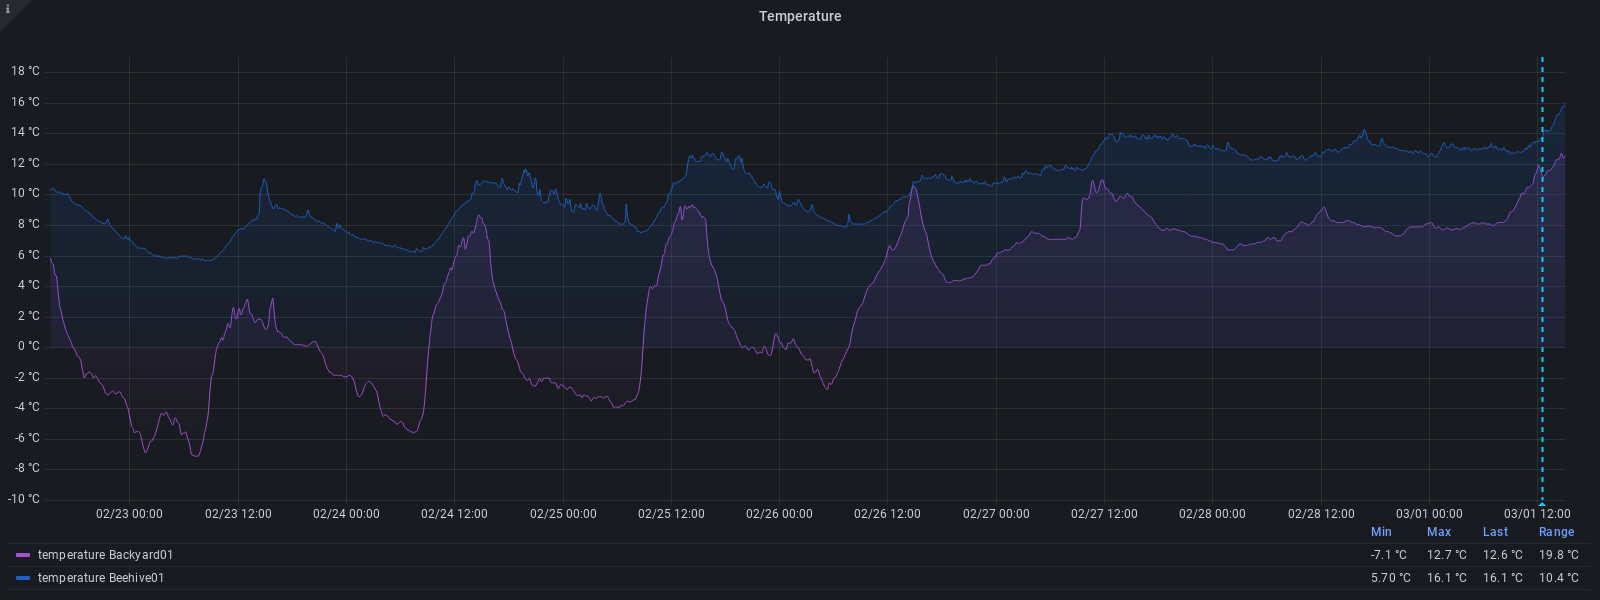 i
Temperature
18 °C
16 °C
14 °C
12 °C
10 °C
8 °C
6 °C
4 °C
2 °C
0 °C
-2 °C
-4 °C
-6 °C
-8 °C
-10 °C
02/23 00:00 02/23 12:00 02/24 00:00 02/24 12:00 02/25 00:00 02/25 12:00 02/26 00:00 02/26 12:00 02/27 00:00 02/27 12:00 02/28 00:00 02/28 12:00 03/01 00:00 03/01 12:00
Min Max Last Range
temperature Backyard01 -7.1 °C 12.7 °C 12.6 °C 19.8 °C
temperature Beehive01 5.70 °C 16.1 °C 16.1 °C 10.4 °C